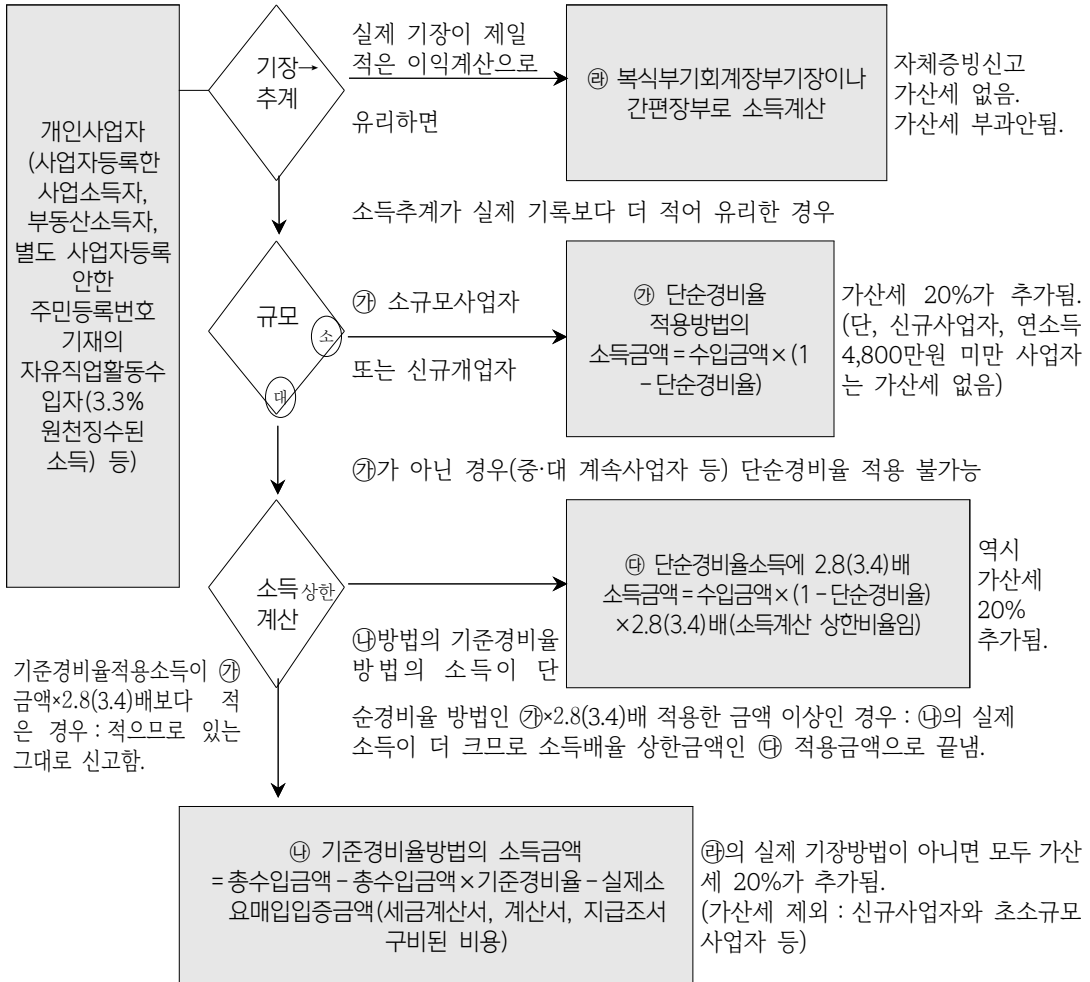 개인사업자
(사업자등록한
사업소득자,
부동산소득자,
별도 사업자등록
안한
주민등록번호
기재의
자유직업활동수
입자(3.3%
원천징수된
소득) 등)
기장→
추계
실제 기장이 제일
적은 이익계산으로
유리하면
㉱ 복식부기회계장부기장이나
간편장부로 소득계산
자체증빙신고
가산세 없음.
가산세 부과안됨.
소득추계가 실제 기록보다 더 적어 유리한 경우
규모
소
대
㉮ 소규모사업자
또는 신규개업자
㉮ 단순경비율
적용방법의
소득금액=수입금액×(1
-단순경비율)
가산세 20%가 추가됨.
(단, 신규사업자, 연소득
4,800만원 미만 사업자
는 가산세 없음)
㉮가 아닌 경우(중·대 계속사업자 등) 단순경비율 적용 불가능
소득 상한
계산
㉰ 단순경비율소득에 2.8(3.4)배
소득금액=수입금액×(1-단순경비율)
×2.8(3.4)배(소득계산 상한비율임)
역시
가산세
20%
추가됨.
㉯방법의 기준경비율
방법의 소득이 단
순경비율 방법인 ㉮×2.8(3.4)배 적용한 금액 이상인 경우 : ㉯의 실제
소득이 더 크므로 소득배율 상한금액인 ㉰ 적용금액으로 끝냄.
기준경비율적용소득이 ㉮
금액×2.8(3.4)배보다 적
은 경우 : 적으므로 있는
그대로 신고함.
㉯ 기준경비율방법의 소득금액
=총수입금액-총수입금액×기준경비율-실제소
요매입입증금액(세금계산서, 계산서, 지급조서
구비된 비용)
㉱의 실제 기장방법이 아니면 모두 가산
세 20%가 추가됨.
(가산세 제외 : 신규사업자와 초소규모
사업자 등)